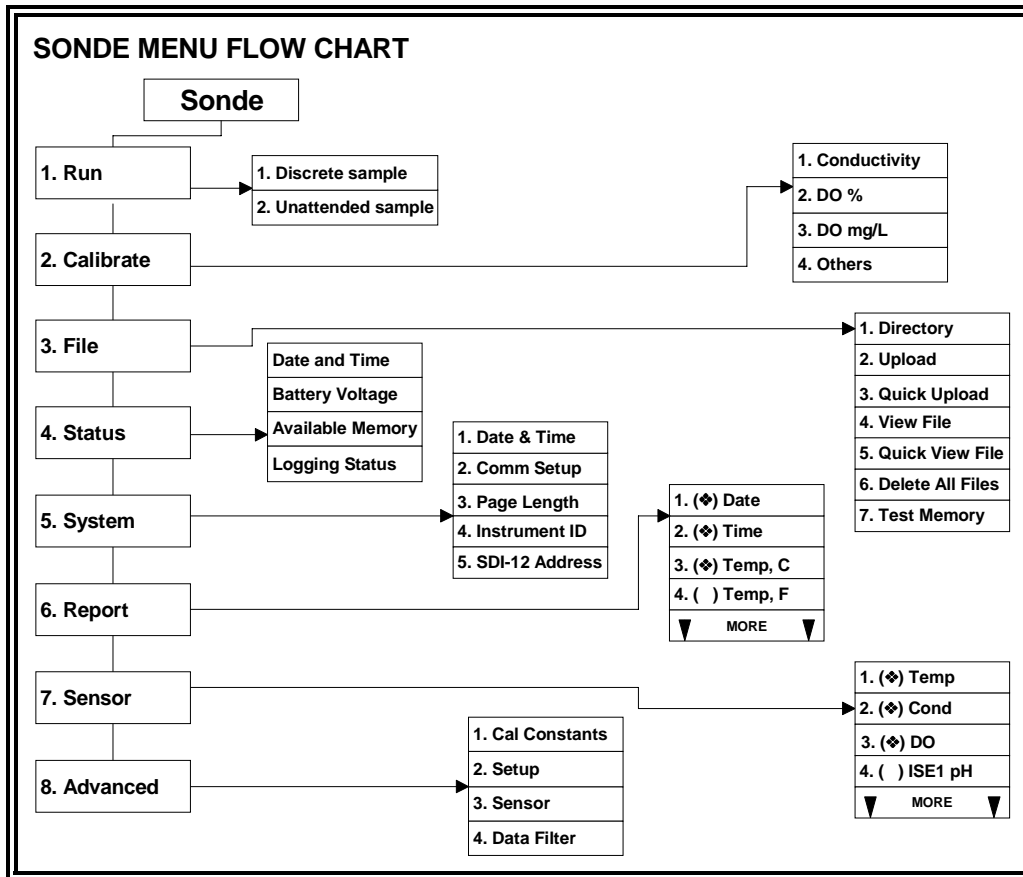 SONDE MENU FLOW CHART
Sonde
1. Run
1. Discrete sample
2. Unattended sample
2. Calibrate
1. Conductivity
2. DO %
3. DO mg/L
4. Others
3. File
1. Directory
2. Upload
3. Quick Upload
4. View File
5. Quick View File
6. Delete All Files
7. Test Memory
4. Status
Date and Time
Battery Voltage
Available Memory
Logging Status
5. System
1. Date & Time
2. Comm Setup
3. Page Length
4. Instrument ID
5. SDI-12 Address
6. Report
1. (❖) Date
2. (❖) Time
3. (❖) Temp, C
4. ( ) Temp, F
MORE
7. Sensor
1. (❖) Temp
2. (❖) Cond
3. (❖) DO
4. ( ) ISE1 pH
MORE
8. Advanced
1. Cal Constants
2. Setup
3. Sensor
4. Data Filter